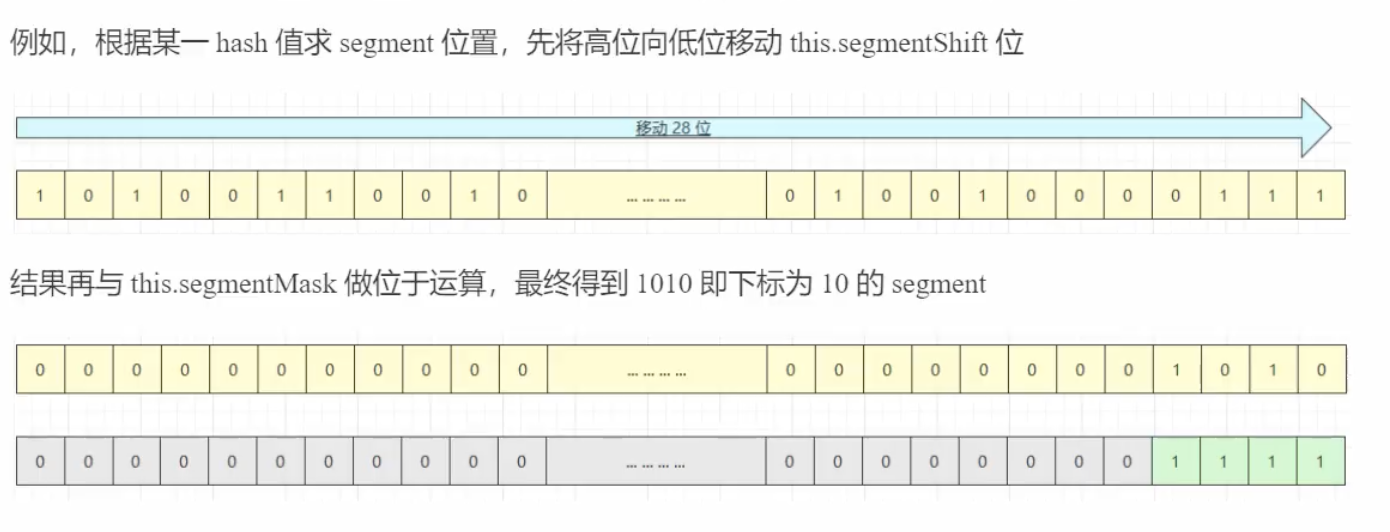 例如，根据某一 hash 值求 segment 位置，先将高位向低位移动 this.segmentShift 位
移动 28 位
1 0 1 0 0 1 1 0 0 1 0 ... ... ... ... 0 1 0 0 1 0 0 0 0 1 1 1
结果再与 this.segmentMask 做位于运算，最终得到 1010 即下标为 10 的 segment
0 0 0 0 0 0 0 0 0 0 0 ... ... ... ... 0 0 0 0 0 0 0 0 1 0 1 0
0 0 0 0 0 0 0 0 0 0 0 ... ... ... ... 0 0 0 0 0 0 0 0 1 1 1 1